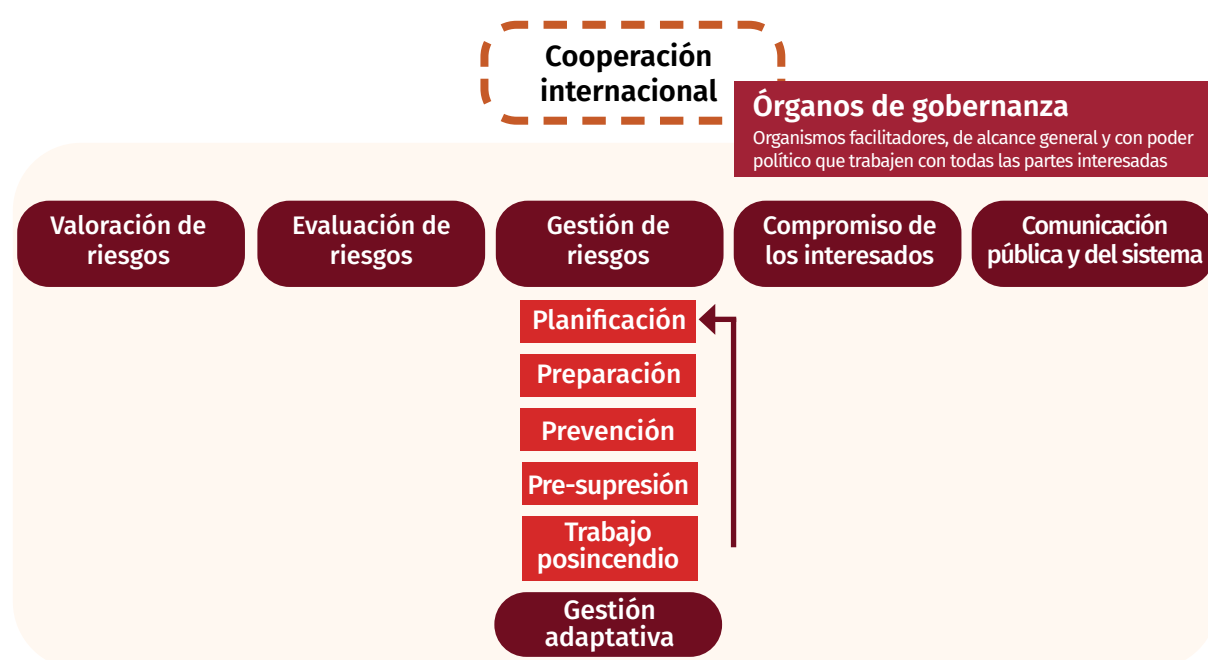 Cooperación
internacional
Órganos de gobernanza
Organismos facilitadores, de alcance general y con poder
político que trabajen con todas las partes interesadas
Valoración de
riesgos
Evaluación de
riesgos
Gestión de
riesgos
Compromiso de
los interesados
Comunicación
pública y del sistema
Planificación
Preparación
Prevención
Pre-supresión
Trabajo
posincendio
Gestión
adaptativa